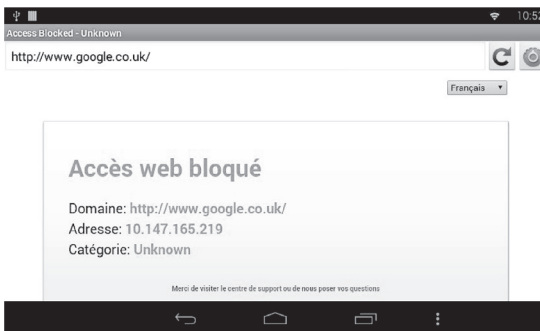 10:52
Access Blocked - Unknown
http://www.google.co.uk/
Français
Accès web bloqué
Domaine: http://www.google.co.uk/
Adresse: 10.147.165.219
Catégorie: Unknown
Merci de visiter le centre de support ou de nous poser vos questions